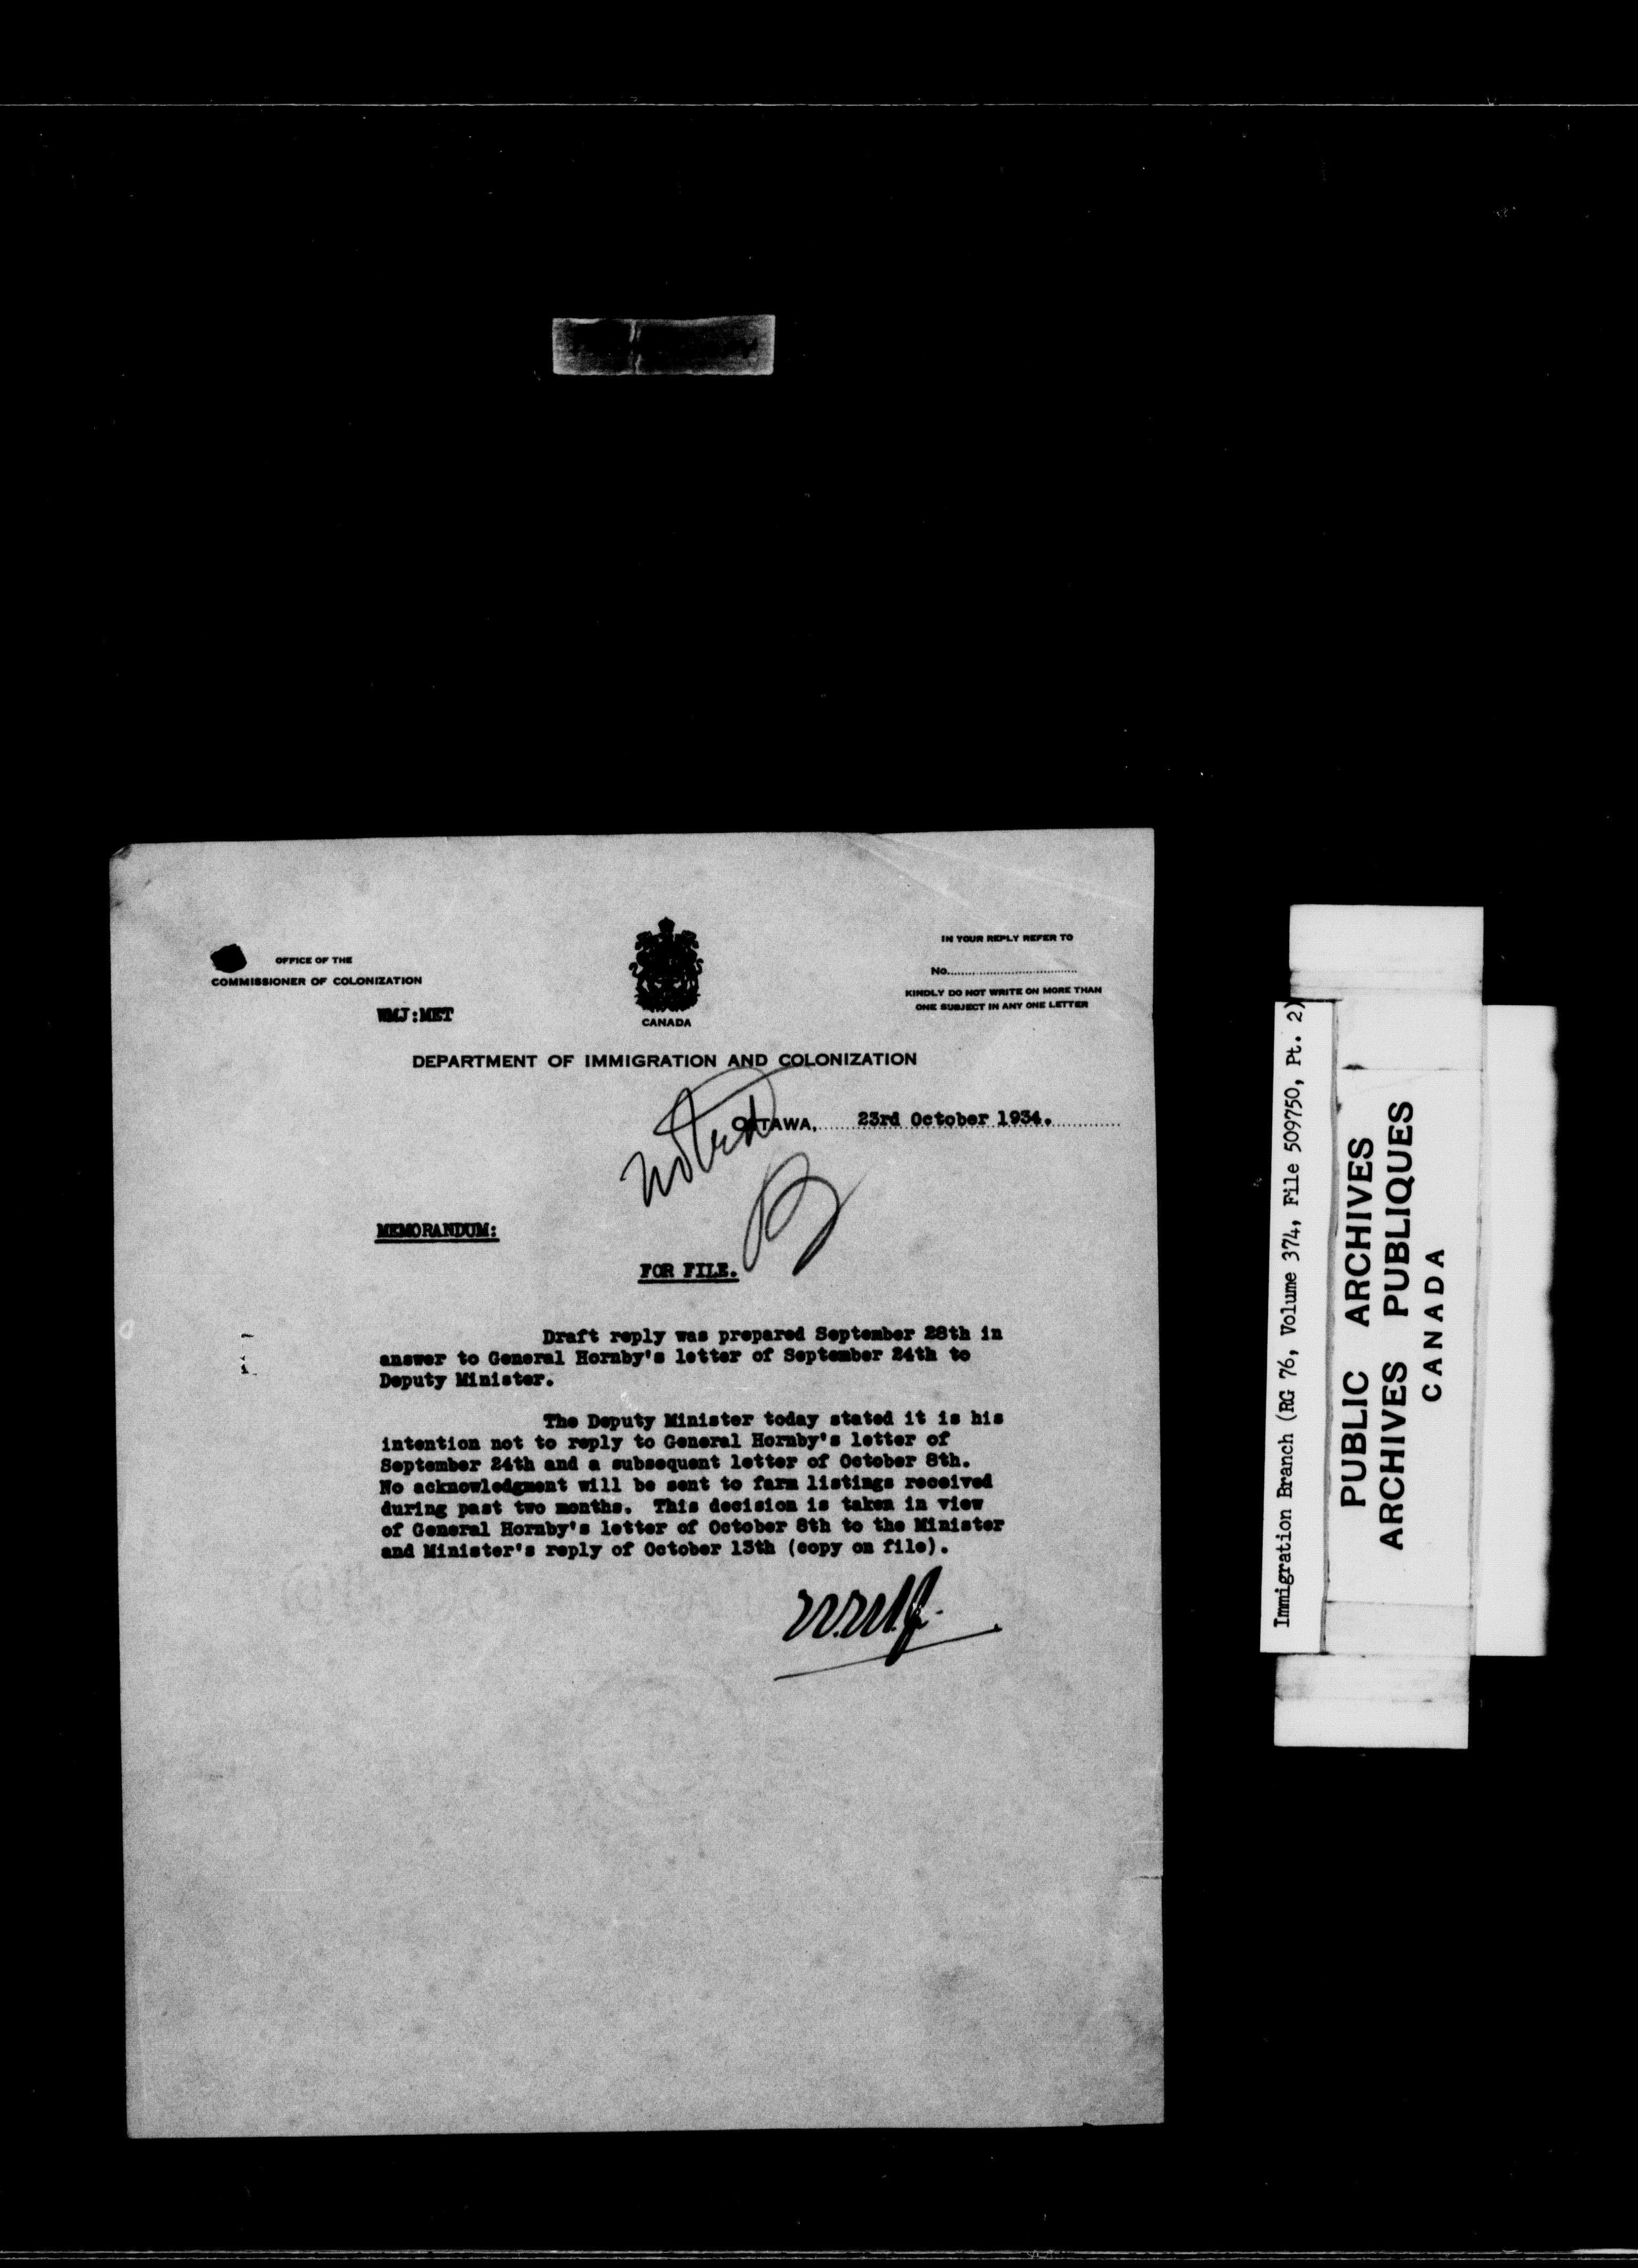 OFFICE OF THE
COMMISSIONER OF COLONIZATION
WMJ:MET
CANADA
IN YOUR REPLY REFER TO
No.
KINDLY DO NOT WRITE ON MORE THAN
ONE SUBJECT IN ANY ONE LETTER
DEPARTMENT OF IMMIGRATION AND COLONIZATION
OTTAWA, 23rd October 1934.
Noted
MEMORANDUM:
FOR FILE.
Draft reply was prepared September 28th in
answer to General Hornby's letter of September 24th to
Deputy Minister.
The Deputy Minister today stated it is his
intention not to reply to General Hornby's letter of
September 24th and a subsequent letter of October 8th.
No acknowledgment will be sent to farm listings received
during past two months. This decision is taken in view
of General Hornby's letter of October 8th to the Minister
and Minister's reply of October 13th (copy on file).
W.M.J.
Immigration Branch (RG 76, Volume 374, File 509750, Pt. 2)
PUBLIC ARCHIVES
ARCHIVES PUBLIQUES
CANADA